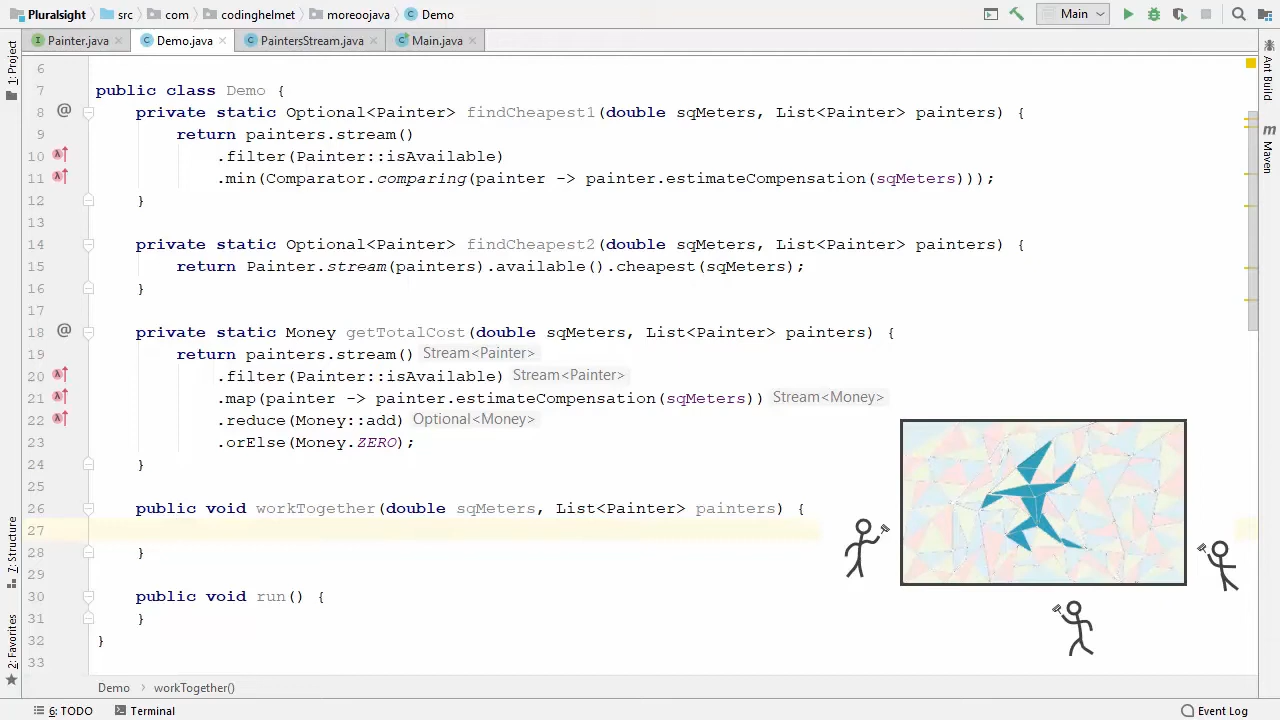 Pluralsight src com codinghelmet moreoojava Demo Main
Painter.java Demo.java PaintersStream.java Main.java
1: Project
7: Structure
2: Favorites
Ant Build
m Maven
6
7 public class Demo {
8 @ private static Optional<Painter> findCheapest1(double sqMeters, List<Painter> painters) {
9 return painters.stream()
10 .filter(Painter::isAvailable)
11 .min(Comparator.comparing(painter -> painter.estimateCompensation(sqMeters)));
12 }
13
14 private static Optional<Painter> findCheapest2(double sqMeters, List<Painter> painters) {
15 return Painter.stream(painters).available().cheapest(sqMeters);
16 }
17
18 @ private static Money getTotalCost(double sqMeters, List<Painter> painters) {
19 return painters.stream() Stream<Painter>
20 .filter(Painter::isAvailable) Stream<Painter>
21 .map(painter -> painter.estimateCompensation(sqMeters)) Stream<Money>
22 .reduce(Money::add) Optional<Money>
23 .orElse(Money.ZERO);
24 }
25
26 public void workTogether(double sqMeters, List<Painter> painters) {
27
28 }
29
30 public void run() {
31 }
32 }
33
Demo workTogether()
6: TODO Terminal Event Log